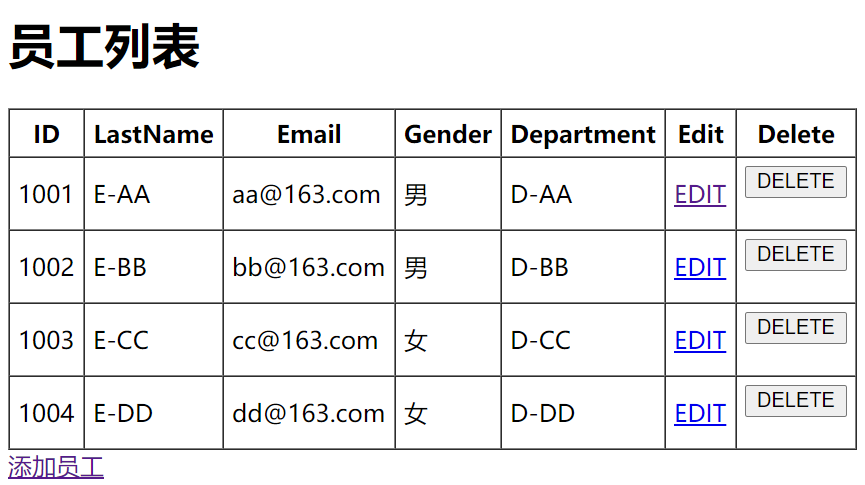 员工列表
ID LastName Email Gender Department Edit Delete
1001 E-AA aa@163.com 男 D-AA EDIT DELETE
1002 E-BB bb@163.com 男 D-BB EDIT DELETE
1003 E-CC cc@163.com 女 D-CC EDIT DELETE
1004 E-DD dd@163.com 女 D-DD EDIT DELETE
添加员工